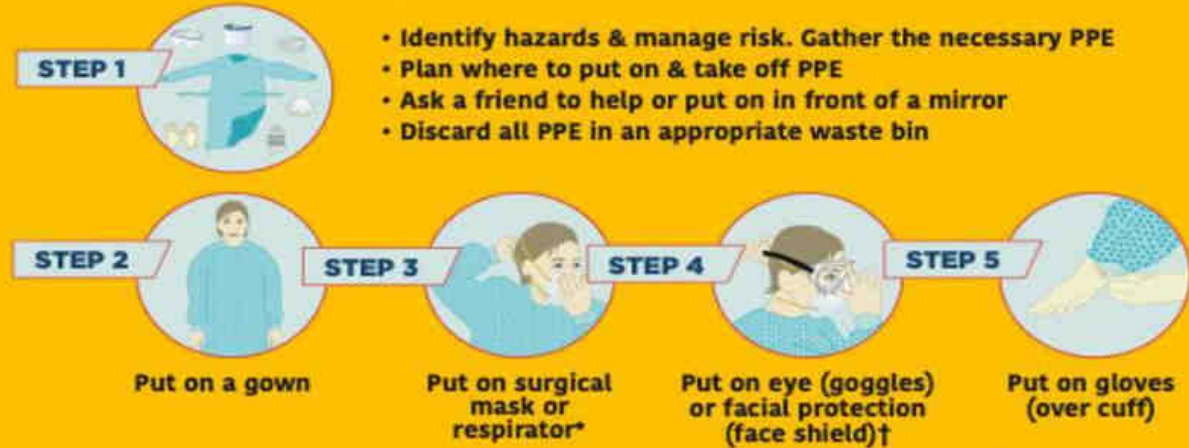 STEP 1
• Identify hazards & manage risk. Gather the necessary PPE
• Plan where to put on & take off PPE
• Ask a friend to help or put on in front of a mirror
• Discard all PPE in an appropriate waste bin
STEP 2
Put on a gown
STEP 3
Put on surgical
mask or
respirator*
STEP 4
Put on eye (goggles)
or facial protection
(face shield)†
STEP 5
Put on gloves
(over cuff)